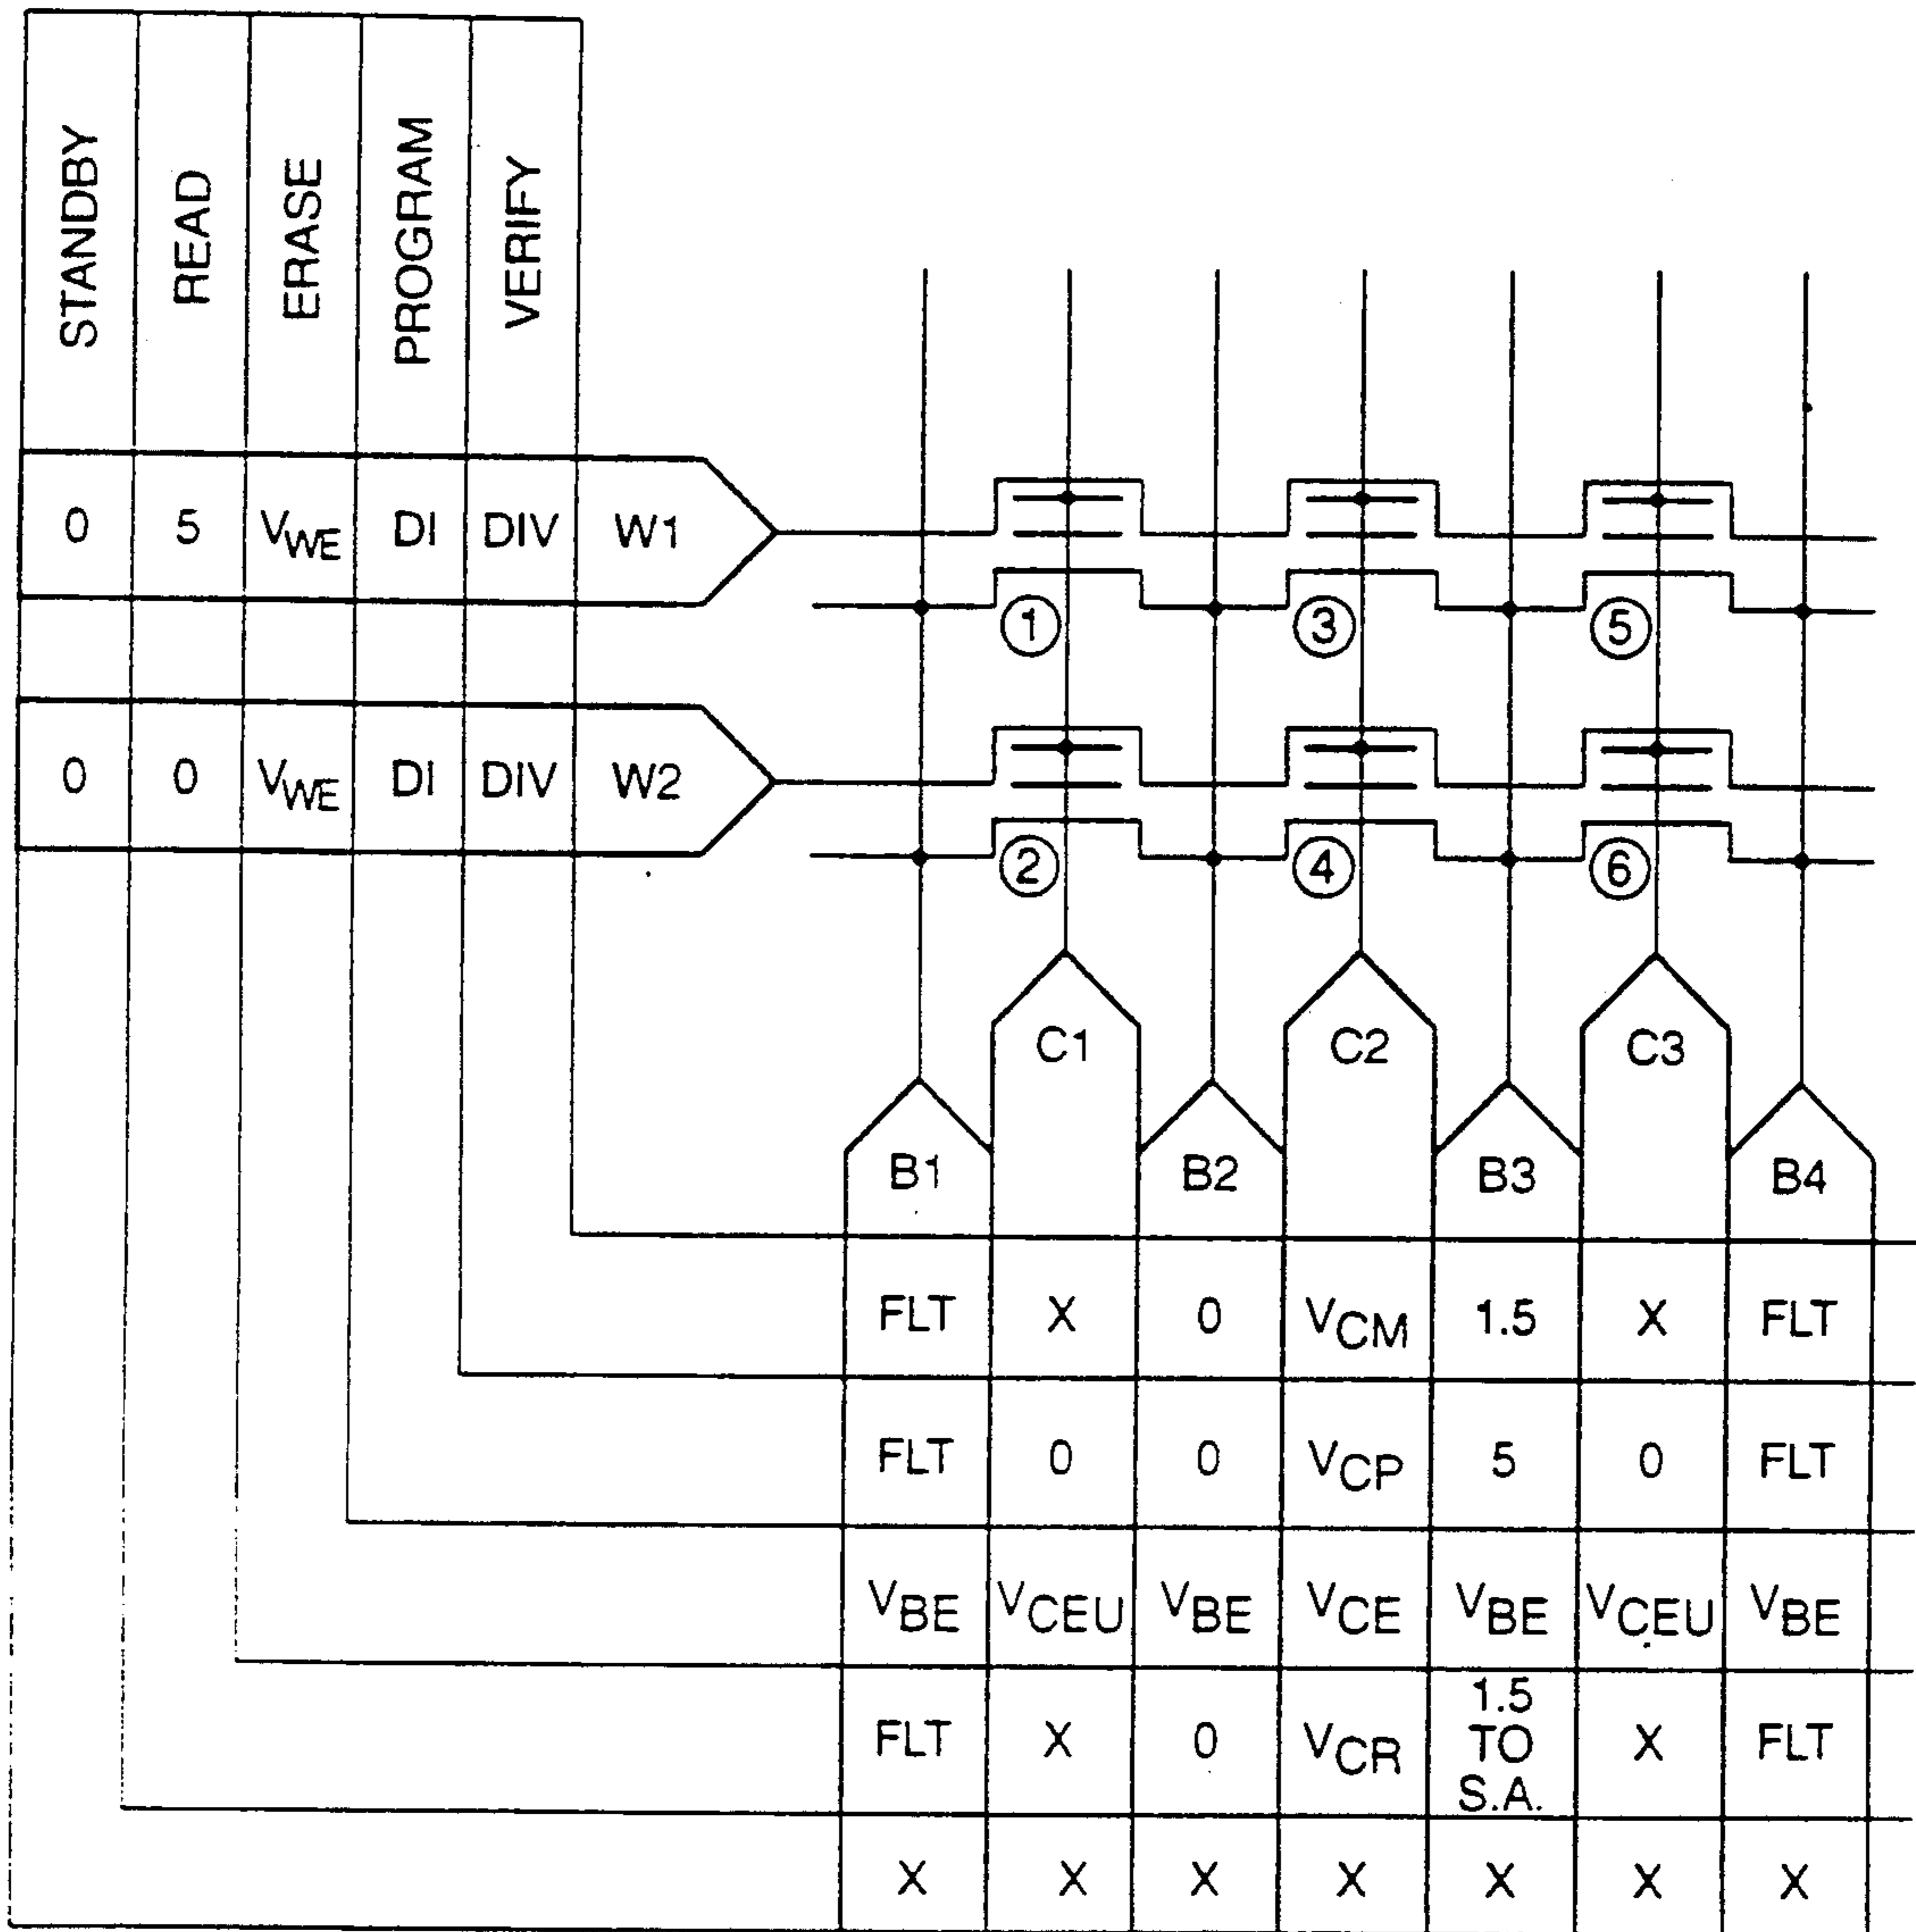 STANDBY
READ
ERASE
PROGRAM
VERIFY
0 5 VWE DI DIV W1
1 3 5
0 0 VWE DI DIV W2
2 4 6
C1 C2 C3
B1 B2 B3 B4
FLT X 0 VCM 1.5 X FLT
FLT 0 0 VCP 5 0 FLT
VBE VCEU VBE VCE VBE VCEU VBE
FLT X 0 VCR 1.5 TO S.A. X FLT
X X X X X X X